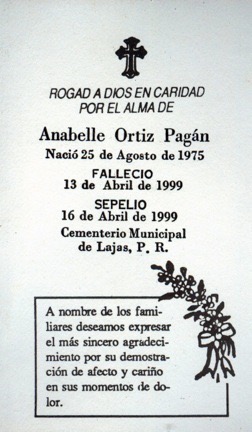 ROGAD A DIOS EN CARIDAD
POR EL ALMA DE
Anabelle Ortiz Pagán
Nació 25 de Agosto de 1975
FALLECIO
13 de Abril de 1999
SEPELIO
16 de Abril de 1999
Cementerio Municipal
de Lajas, P. R.
A nombre de los fami-
liares deseamos expresar
el más sincero agradeci-
miento por su demostra-
ción de afecto y cariño
en sus momentos de do-
lor.